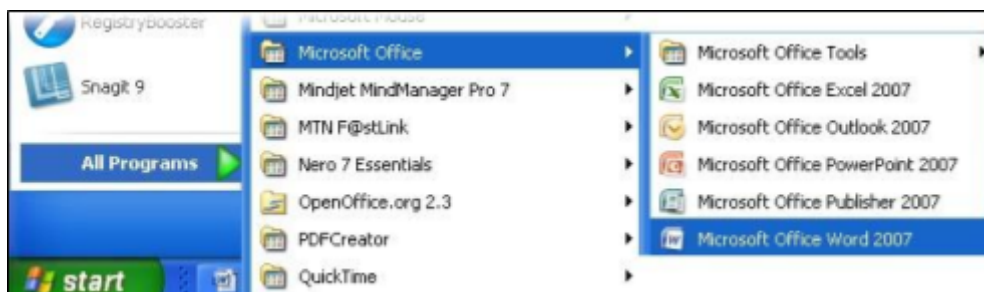 RegistryBooster
Snagit 9
All Programs
start
Microsoft Mouse
Microsoft Office
Mindjet MindManager Pro 7
MTN F@stLink
Nero 7 Essentials
OpenOffice.org 2.3
PDFCreator
QuickTime
Microsoft Office Tools
Microsoft Office Excel 2007
Microsoft Office Outlook 2007
Microsoft Office PowerPoint 2007
Microsoft Office Publisher 2007
Microsoft Office Word 2007